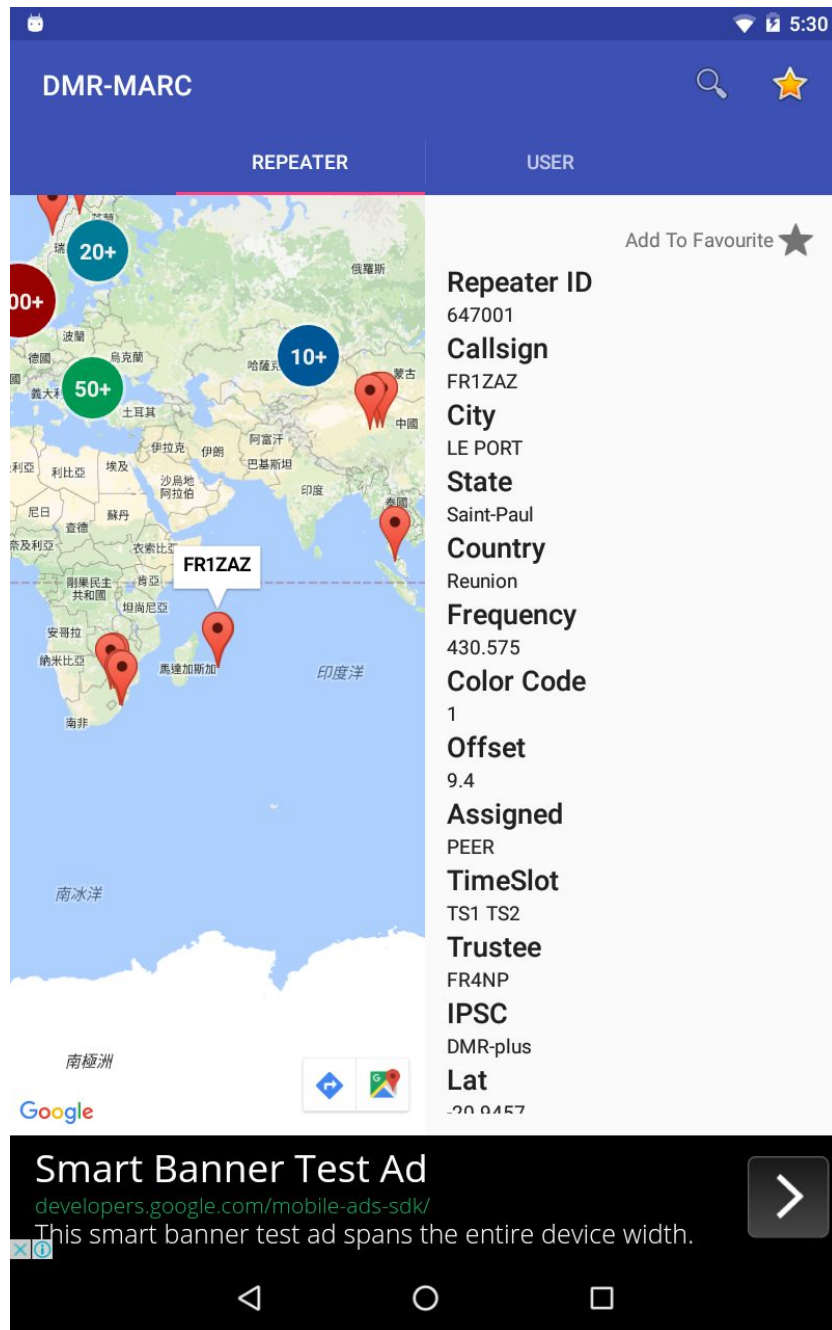 5:30
DMR-MARC
REPEATER
USER
20+
俄羅斯
00+
波蘭
德國
烏克蘭
10+
蒙古
50+
義大利
土耳其
中國
伊拉克
伊朗
阿富汗
巴基斯坦
利比亞
埃及
沙烏地
阿拉伯
印度
泰國
尼日
查德
蘇丹
衣索比亞
FR1ZAZ
剛果民主
共和國
肯亞
坦尚尼亞
安哥拉
納米比亞
馬達加斯加
印度洋
南非
南冰洋
南極洲
Google
Add To Favourite
Repeater ID
647001
Callsign
FR1ZAZ
City
LE PORT
State
Saint-Paul
Country
Reunion
Frequency
430.575
Color Code
1
Offset
9.4
Assigned
PEER
TimeSlot
TS1 TS2
Trustee
FR4NP
IPSC
DMR-plus
Lat
-20.9457
Smart Banner Test Ad
developers.google.com/mobile-ads-sdk/
This smart banner test ad spans the entire device width.